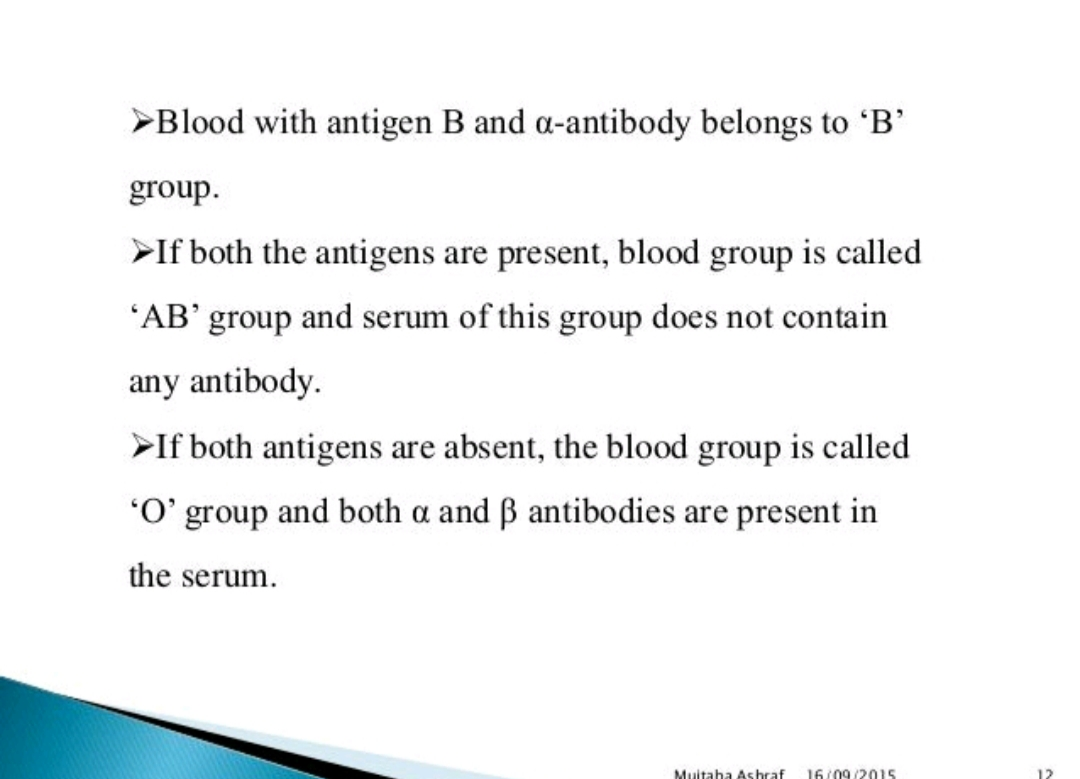 ➢Blood with antigen B and α-antibody belongs to ‘B’
group.
➢If both the antigens are present, blood group is called
‘AB’ group and serum of this group does not contain
any antibody.
➢If both antigens are absent, the blood group is called
‘O’ group and both α and β antibodies are present in
the serum.
Mujtaba Ashraf 16/09/2015 12